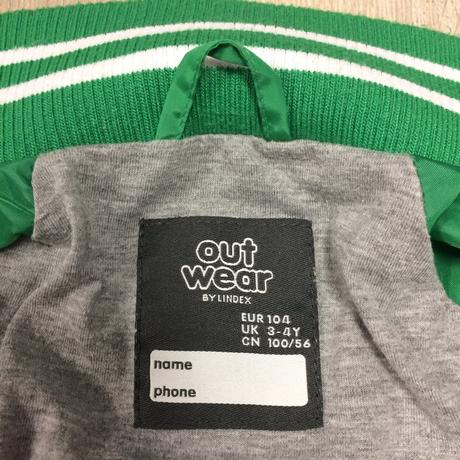 out
wear
BY LINDEX
EUR 104
UK 3-4Y
CN 100/56
name
phone